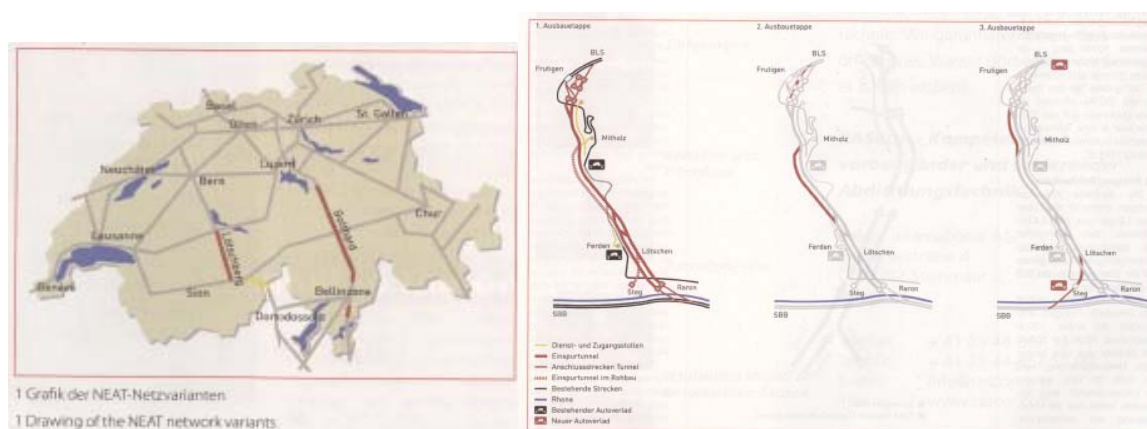 Basel
Olten
Zürich
St. Gallen
Neuchâtel
Luzern
Bern
Chur
Lausanne
Lötschberg
Gotthard
Sion
Bellinzona
Domodossola
1 Grafik der NEAT-Netzvarianten
1 Drawing of the NEAT network variants
1. Ausbauetappe
BLS
Frutigen
Mitholz
Ferden
Lötschen
Steg
Raron
SBB
Dienst- und Zugangsstollen
Einspurtunnel
Anschlussstrecken Tunnel
Einspurtunnel im Rohbau
Bestehende Strecken
Rhone
Bestehender Autoverlad
Neuer Autoverlad
2. Ausbauetappe
BLS
Frutigen
Mitholz
Ferden
Lötschen
Steg
Raron
SBB
3. Ausbauetappe
BLS
Frutigen
Mitholz
Ferden
Lötschen
Steg
Raron
SBB